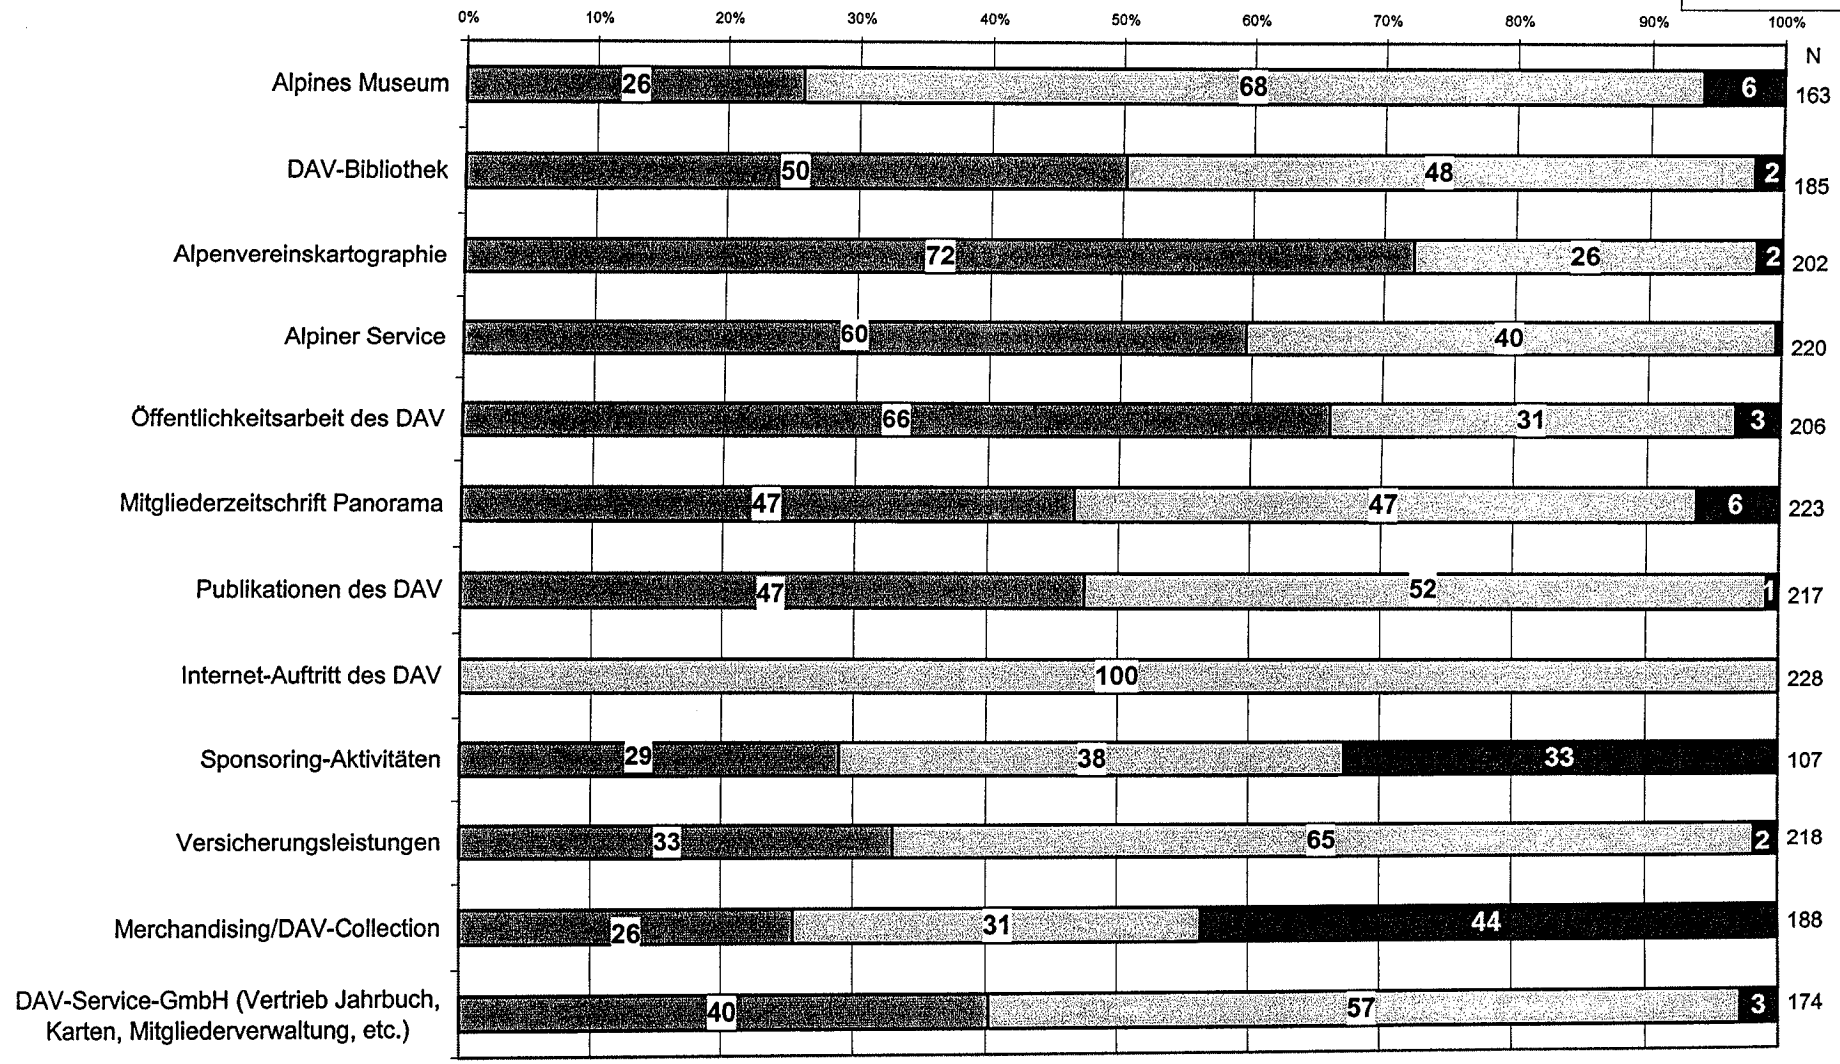 0% 10% 20% 30% 40% 50% 60% 70% 80% 90% 100%
N
Alpines Museum 26 68 6 163
DAV-Bibliothek 50 48 2 185
Alpenvereinskartographie 72 26 2 202
Alpiner Service 60 40 220
Öffentlichkeitsarbeit des DAV 66 31 3 206
Mitgliederzeitschrift Panorama 47 47 6 223
Publikationen des DAV 47 52 1 217
Internet-Auftritt des DAV 100 228
Sponsoring-Aktivitäten 29 38 33 107
Versicherungsleistungen 33 65 2 218
Merchandising/DAV-Collection 26 31 44 188
DAV-Service-GmbH (Vertrieb Jahrbuch,
Karten, Mitgliederverwaltung, etc.) 40 57 3 174